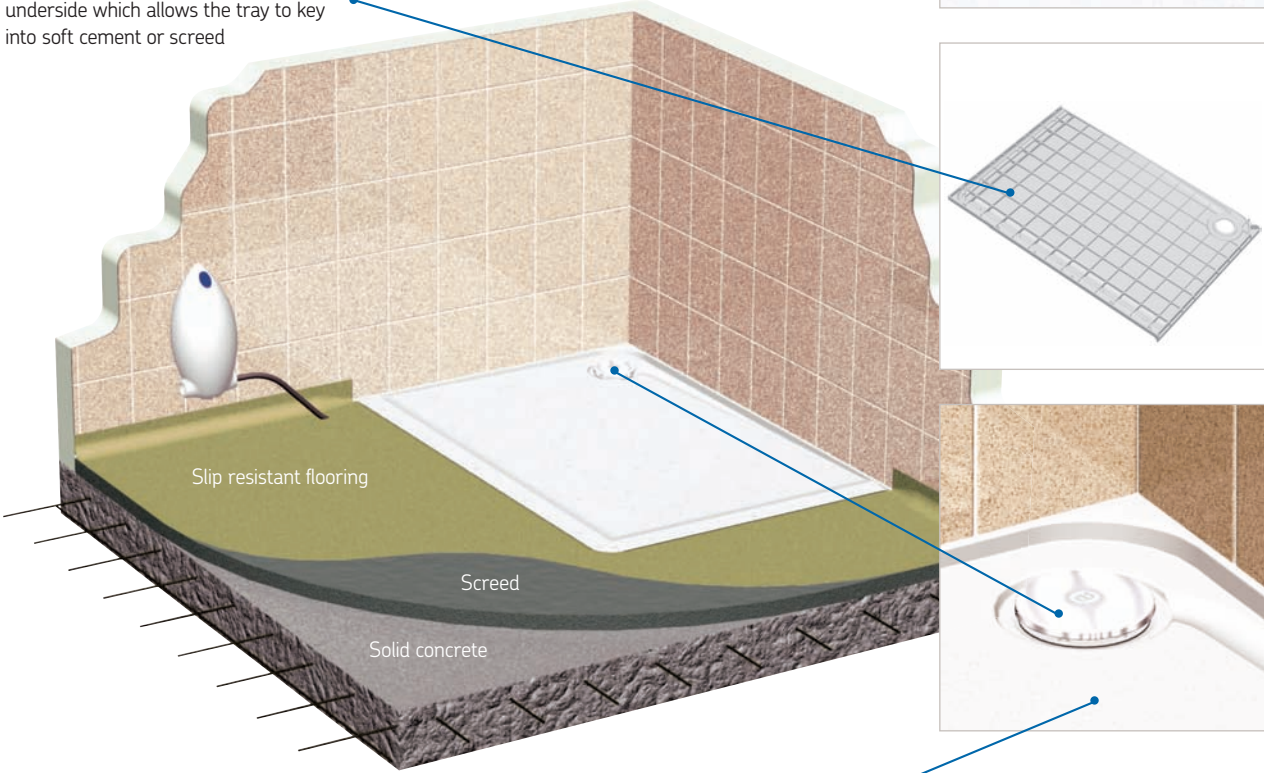 underside which allows the tray to key
into soft cement or screed
Slip resistant flooring
Screed
Solid concrete